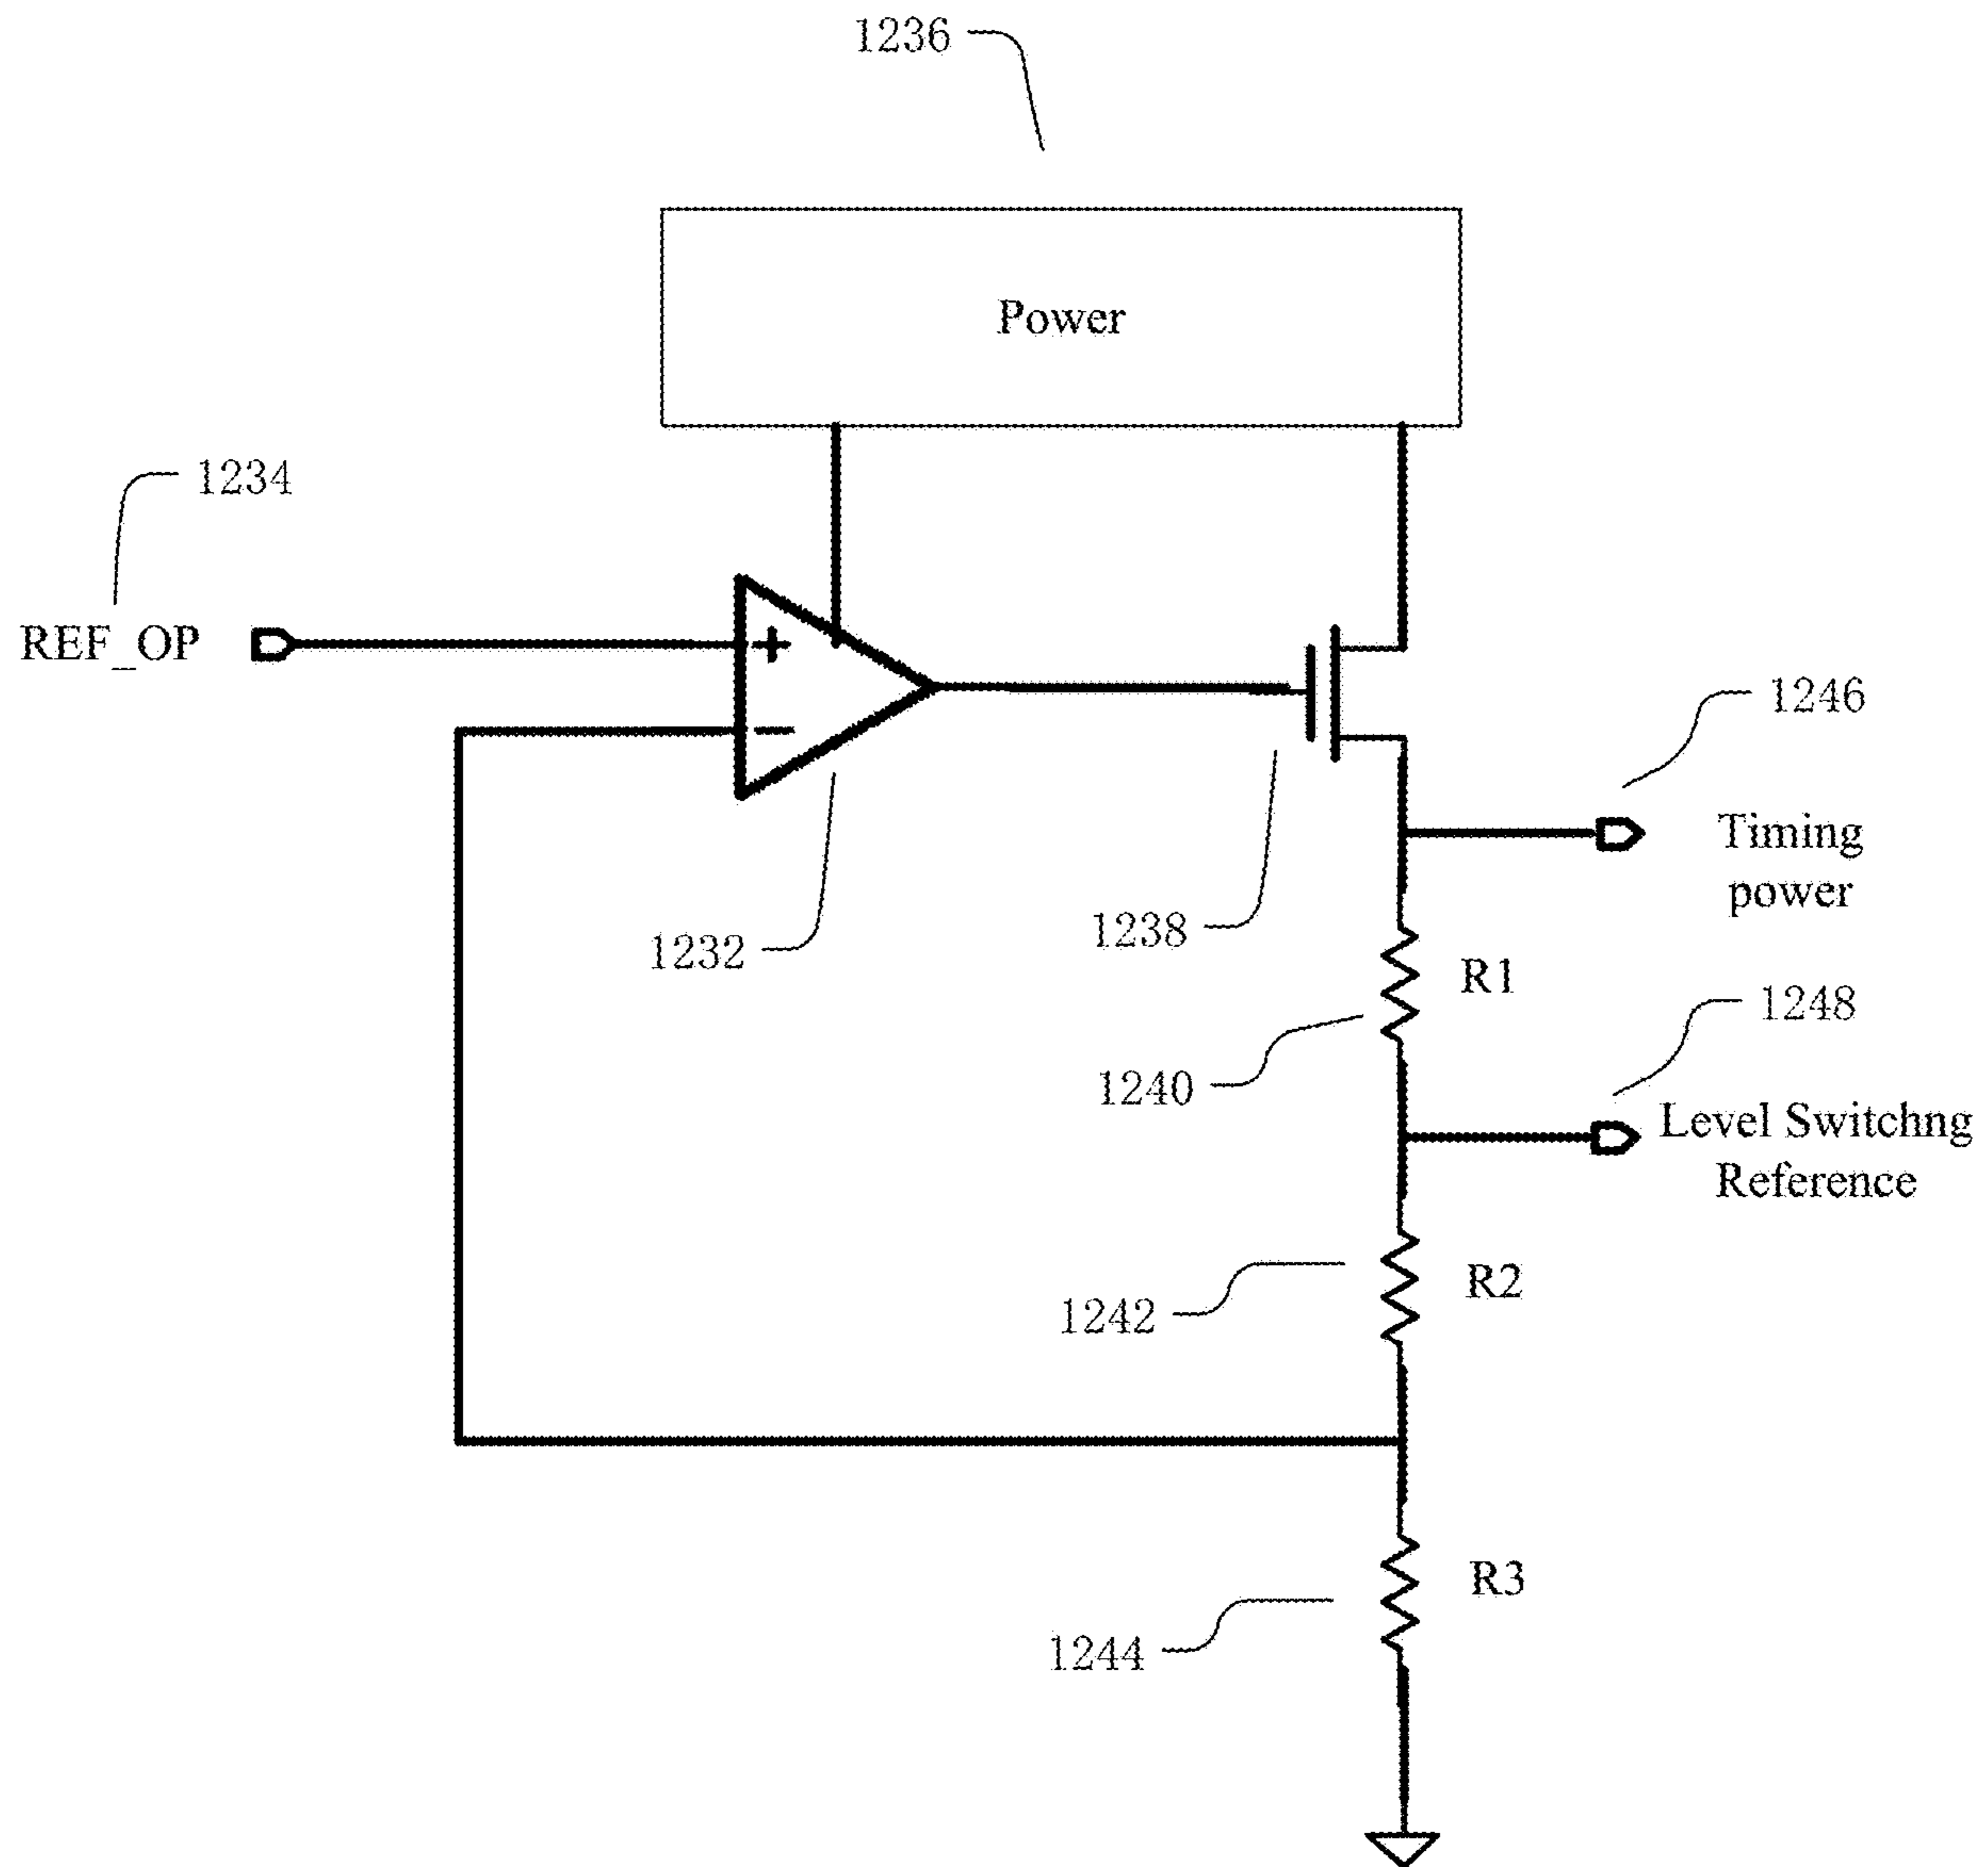 1236
Power
1234
REF_OP
+
−
1246
Timing
power
1238
1232
R1
1248
1240
Level Switchng
Reference
R2
1242
R3
1244